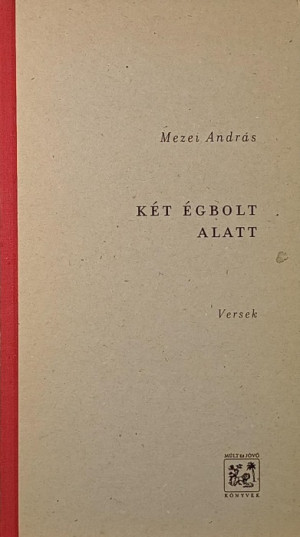 Mezei András
KÉT ÉGBOLT
ALATT
Versek
MÚLT ÉS JÖVŐ
KÖNYVEK